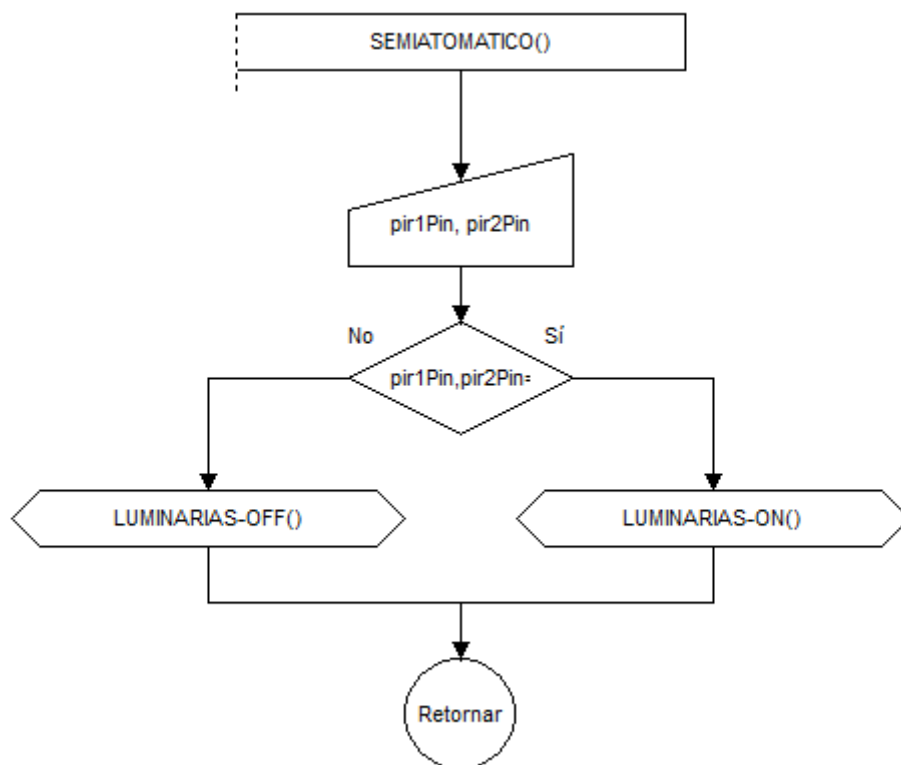 SEMIATOMATICO()
pir1Pin, pir2Pin
No
Sí
pir1Pin,pir2Pin=
LUMINARIAS-OFF()
LUMINARIAS-ON()
Retornar